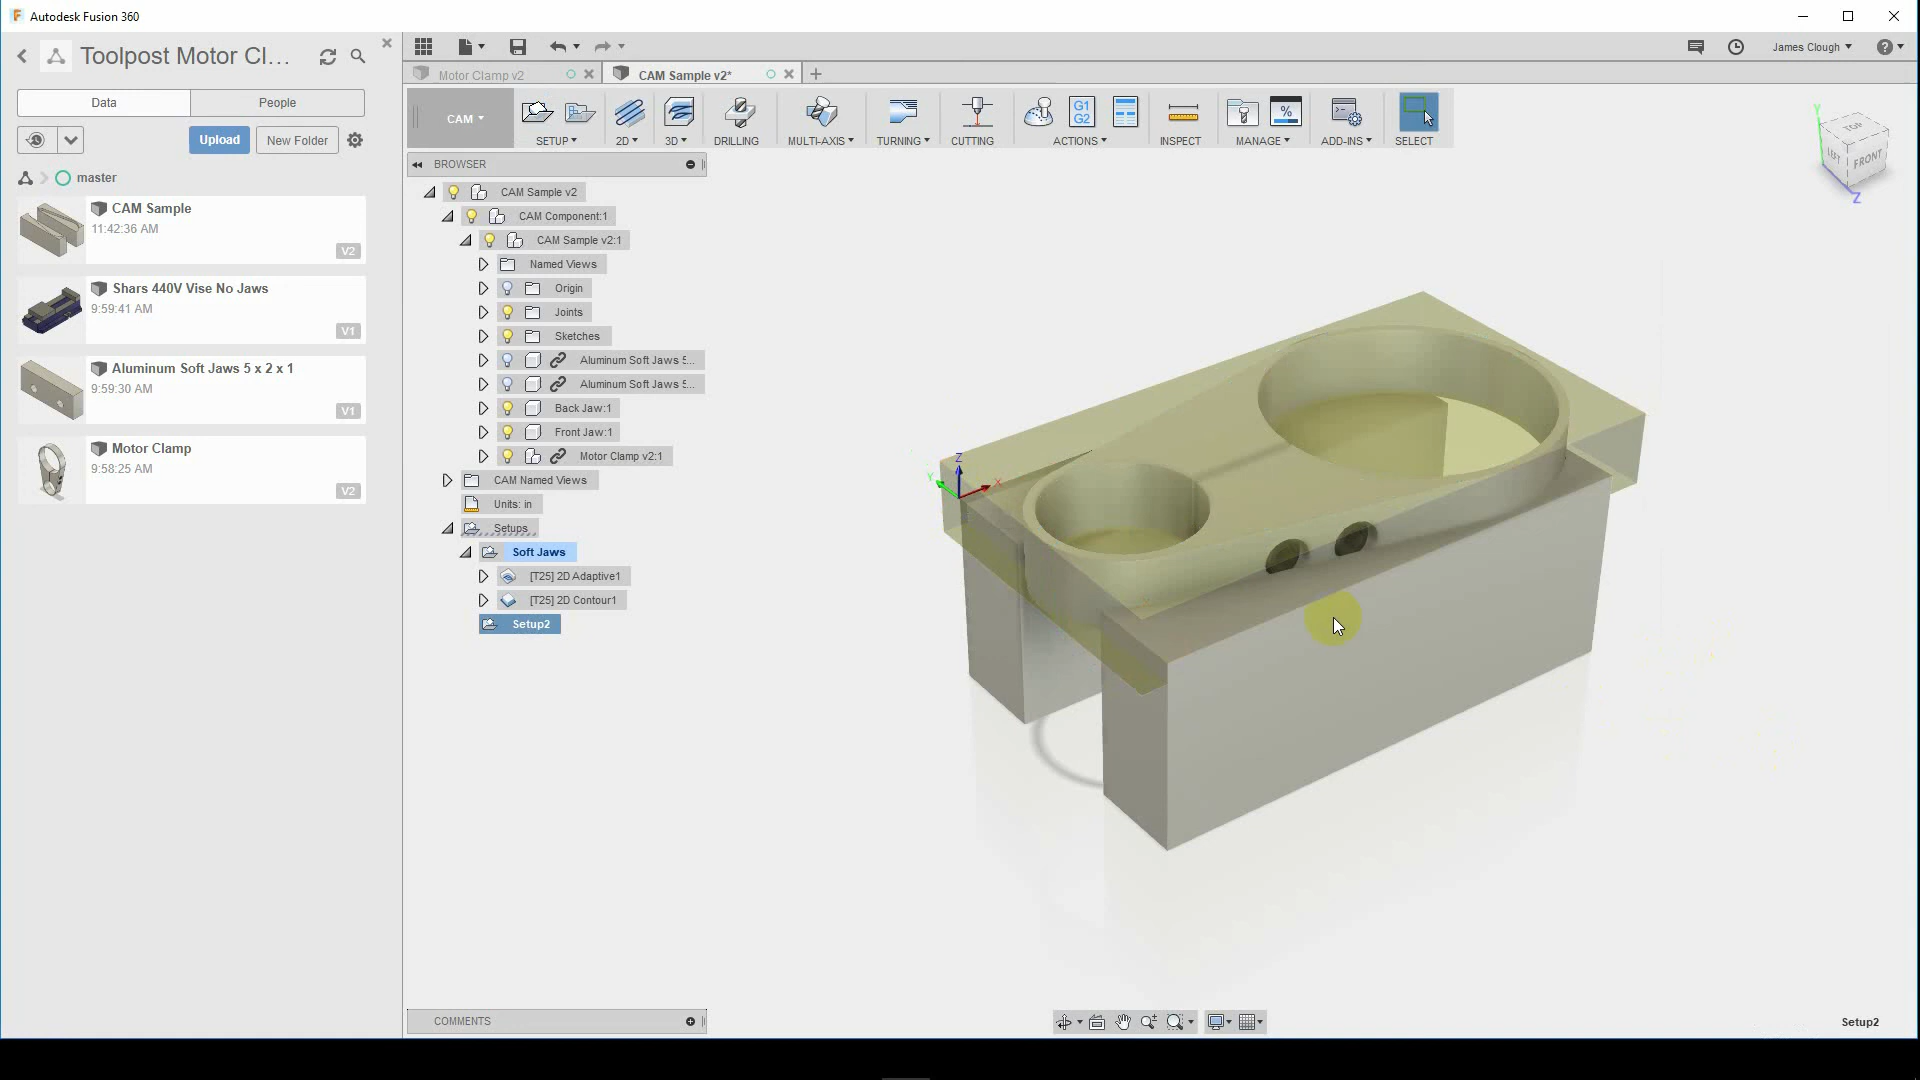 Autodesk Fusion 360
Toolpost Motor Cl...
James Clough
Motor Clamp v2
CAM Sample v2*
Data
People
Upload
New Folder
master
CAM Sample
11:42:36 AM
V2
Shars 440V Vise No Jaws
9:59:41 AM
V1
Aluminum Soft Jaws 5 x 2 x 1
9:59:30 AM
V1
Motor Clamp
9:58:25 AM
V2
CAM
SETUP
2D
3D
DRILLING
MULTI-AXIS
TURNING
CUTTING
G1
G2
ACTIONS
INSPECT
%
MANAGE
ADD-INS
SELECT
BROWSER
CAM Sample v2
CAM Component:1
CAM Sample v2:1
Named Views
Origin
Joints
Sketches
Aluminum Soft Jaws 5...
Aluminum Soft Jaws 5...
Back Jaw:1
Front Jaw:1
Motor Clamp v2:1
CAM Named Views
Units: in
Setups
Soft Jaws
[T25] 2D Adaptive1
[T25] 2D Contour1
Setup2
Y
TOP
LEFT
FRONT
Z
Z
Y
X
COMMENTS
Setup2